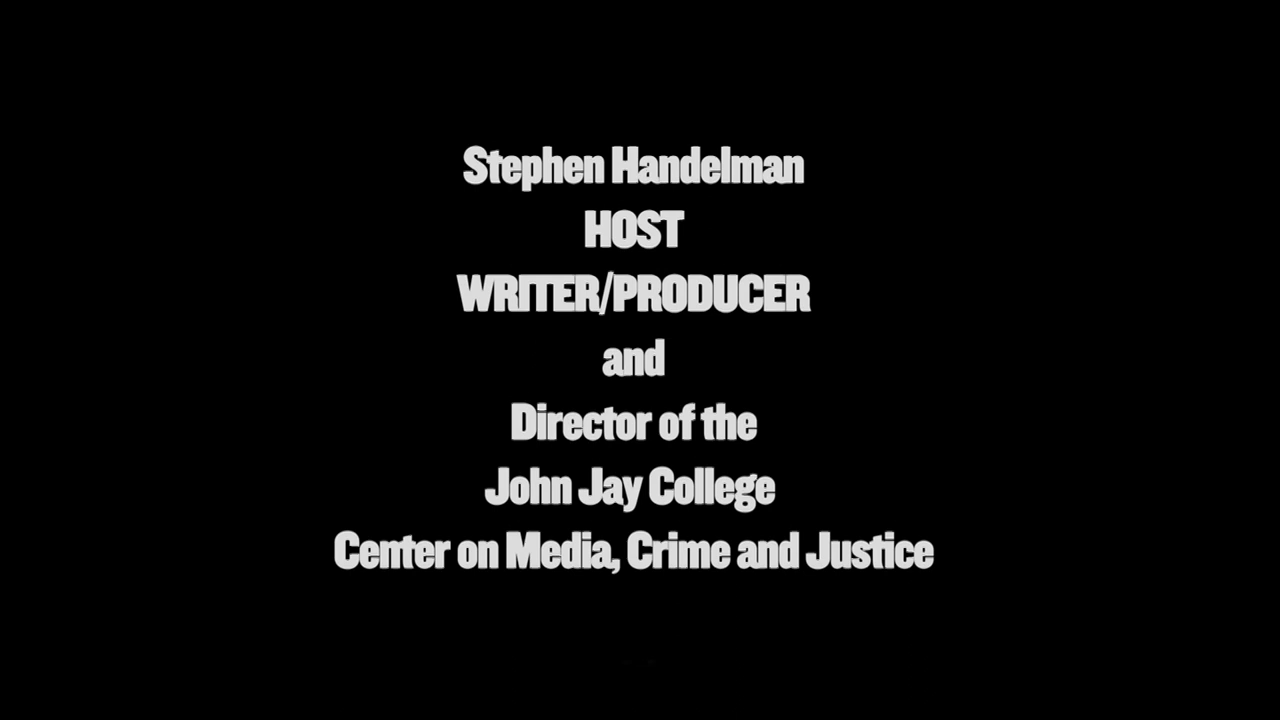 Stephen Handelman
HOST
WRITER/PRODUCER
and
Director of the
John Jay College
Center on Media, Crime and Justice